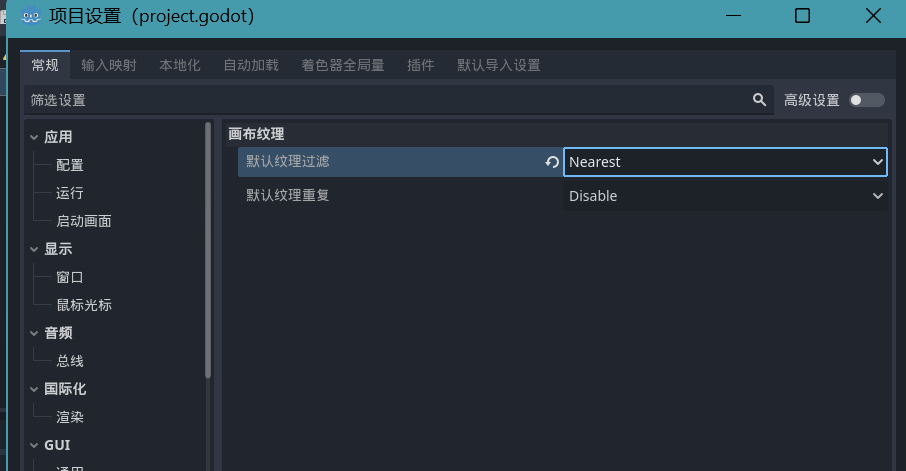 项目设置（project.godot）
常规 输入映射 本地化 自动加载 着色器全局量 插件 默认导入设置
筛选设置 高级设置
应用
配置
运行
启动画面
显示
窗口
鼠标光标
音频
总线
国际化
渲染
GUI
通用
画布纹理
默认纹理过滤 Nearest
默认纹理重复 Disable